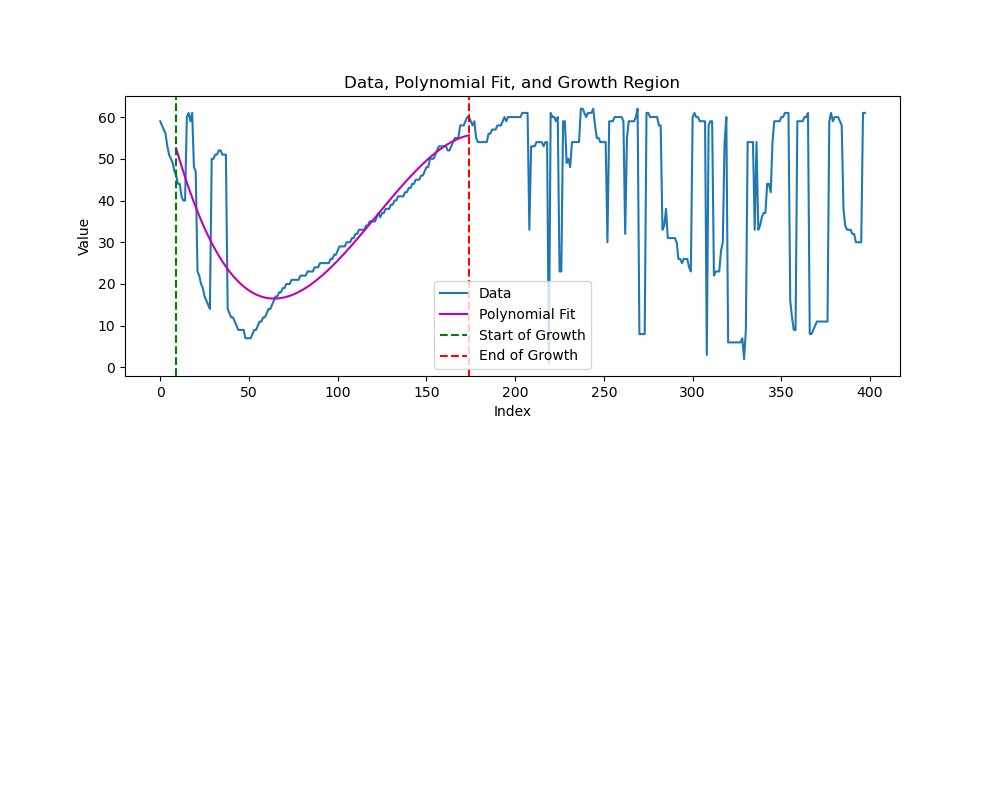 Data, Polynomial Fit, and Growth Region
60
50
40
30
20
10
0
Value
Data
Polynomial Fit
Start of Growth
End of Growth
0 50 100 150 200 250 300 350 400
Index